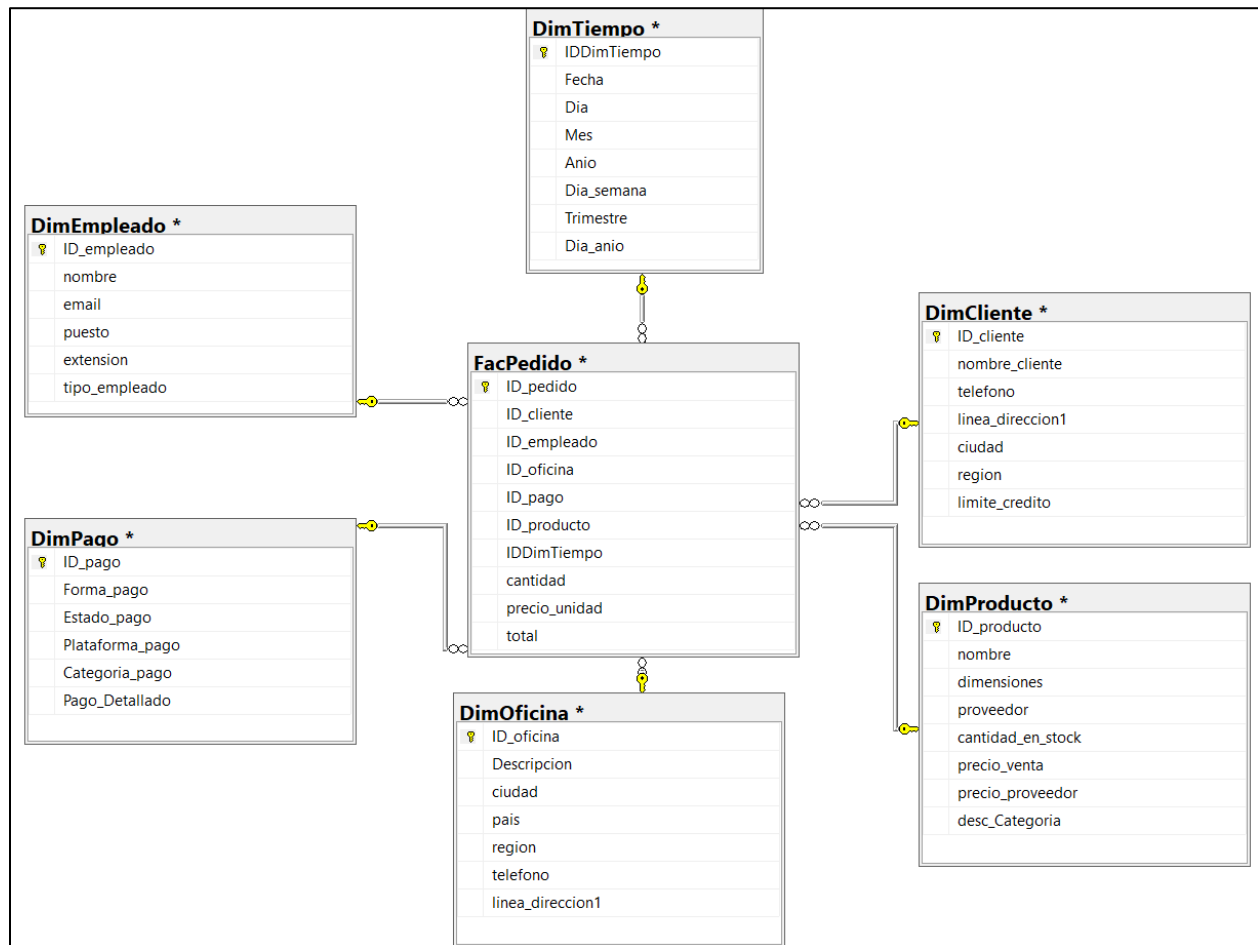 DimTiempo *
IDDimTiempo
Fecha
Dia
Mes
Anio
Dia_semana
Trimestre
Dia_anio
DimEmpleado *
ID_empleado
nombre
email
puesto
extension
tipo_empleado
DimCliente *
ID_cliente
nombre_cliente
telefono
linea_direccion1
ciudad
region
limite_credito
FacPedido *
ID_pedido
ID_cliente
ID_empleado
ID_oficina
ID_pago
ID_producto
IDDimTiempo
cantidad
precio_unidad
total
DimPago *
ID_pago
Forma_pago
Estado_pago
Plataforma_pago
Categoria_pago
Pago_Detallado
DimProducto *
ID_producto
nombre
dimensiones
proveedor
cantidad_en_stock
precio_venta
precio_proveedor
desc_Categoria
DimOficina *
ID_oficina
Descripcion
ciudad
pais
region
telefono
linea_direccion1